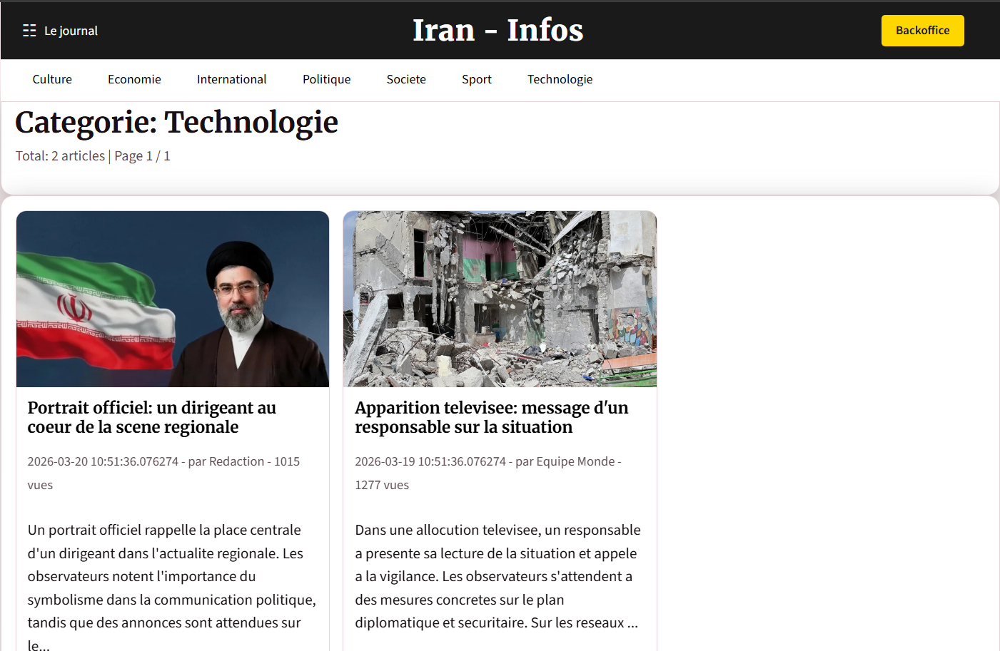 Le journal
Iran - Infos
Backoffice
Culture
Economie
International
Politique
Societe
Sport
Technologie
Categorie: Technologie
Total: 2 articles | Page 1 / 1
Portrait officiel: un dirigeant au
coeur de la scene regionale
2026-03-20 10:51:36.076274 - par Redaction - 1015
vues
Un portrait officiel rappelle la place centrale
d'un dirigeant dans l'actualite regionale. Les
observateurs notent l'importance du
symbolisme dans la communication politique,
tandis que des annonces sont attendues sur
le...
Apparition televisee: message d'un
responsable sur la situation
2026-03-19 10:51:36.076274 - par Equipe Monde -
1277 vues
Dans une allocution televisee, un responsable
a presente sa lecture de la situation et appele
a la vigilance. Les observateurs s'attendent a
des mesures concretes sur le plan
diplomatique et securitaire. Sur les reseaux ...